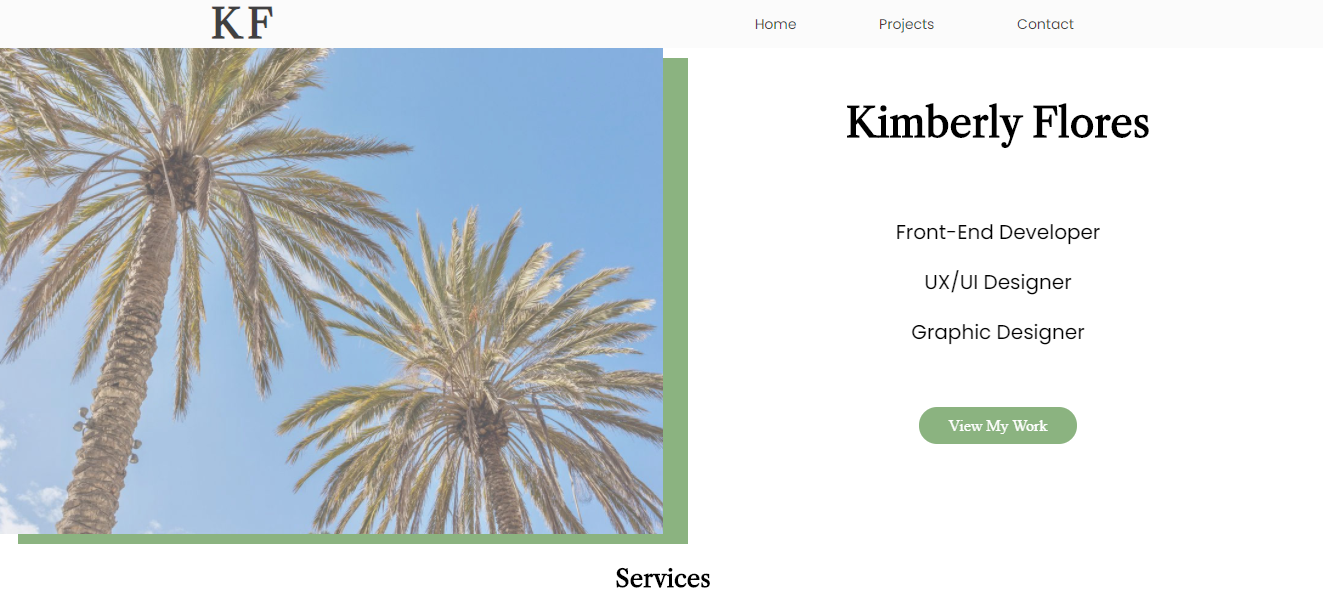 KF
Home Projects Contact
Kimberly Flores
Front-End Developer
UX/UI Designer
Graphic Designer
View My Work
Services